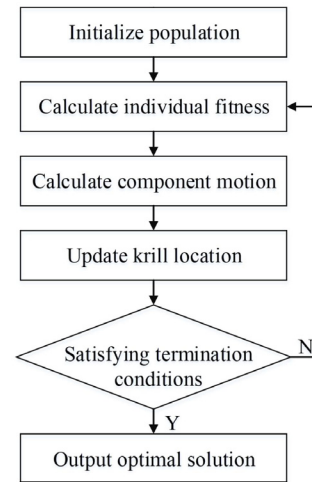 Initialize population
Calculate individual fitness
Calculate component motion
Update krill location
Satisfying termination
conditions
N
Y
Output optimal solution